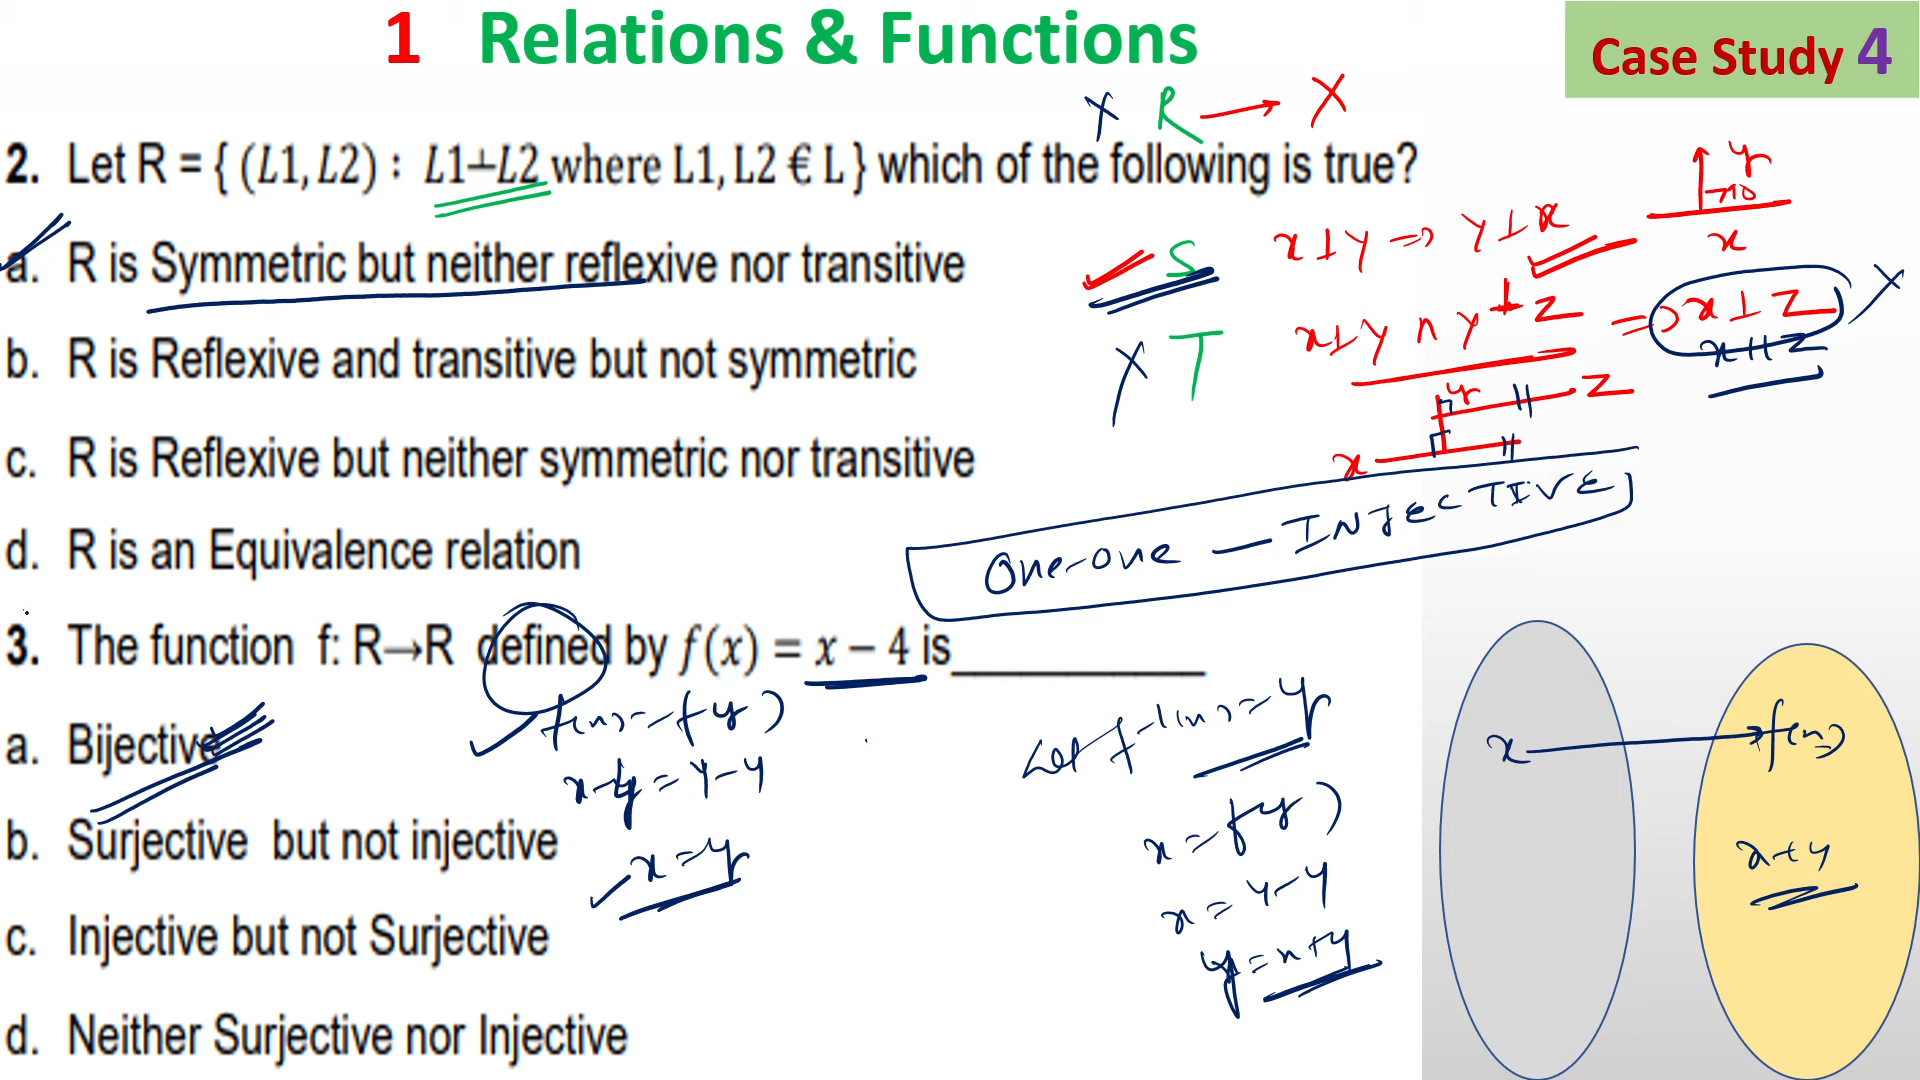 1 Relations & Functions
Case Study 4
X R → X
2. Let R = { (L1, L2) : L1⊥L2 where L1, L2 € L } which of the following is true?
y
90
x
a. R is Symmetric but neither reflexive nor transitive
S x⊥y ⇒ y⊥x
b. R is Reflexive and transitive but not symmetric
X T x⊥y ∩ y⊥z ⇒ x⊥z X
x || z
y z
x
c. R is Reflexive but neither symmetric nor transitive
One-one — INJECTIVE
d. R is an Equivalence relation
3. The function f: R→R defined by f(x) = x − 4 is____________
f(x) = f(y)
Let f⁻¹(x) = y
x f(x)
a. Bijective
x-4 = y-4
x = f(y)
b. Surjective but not injective
x = y
x = y-4
x+4
c. Injective but not Surjective
y = x+4
d. Neither Surjective nor Injective